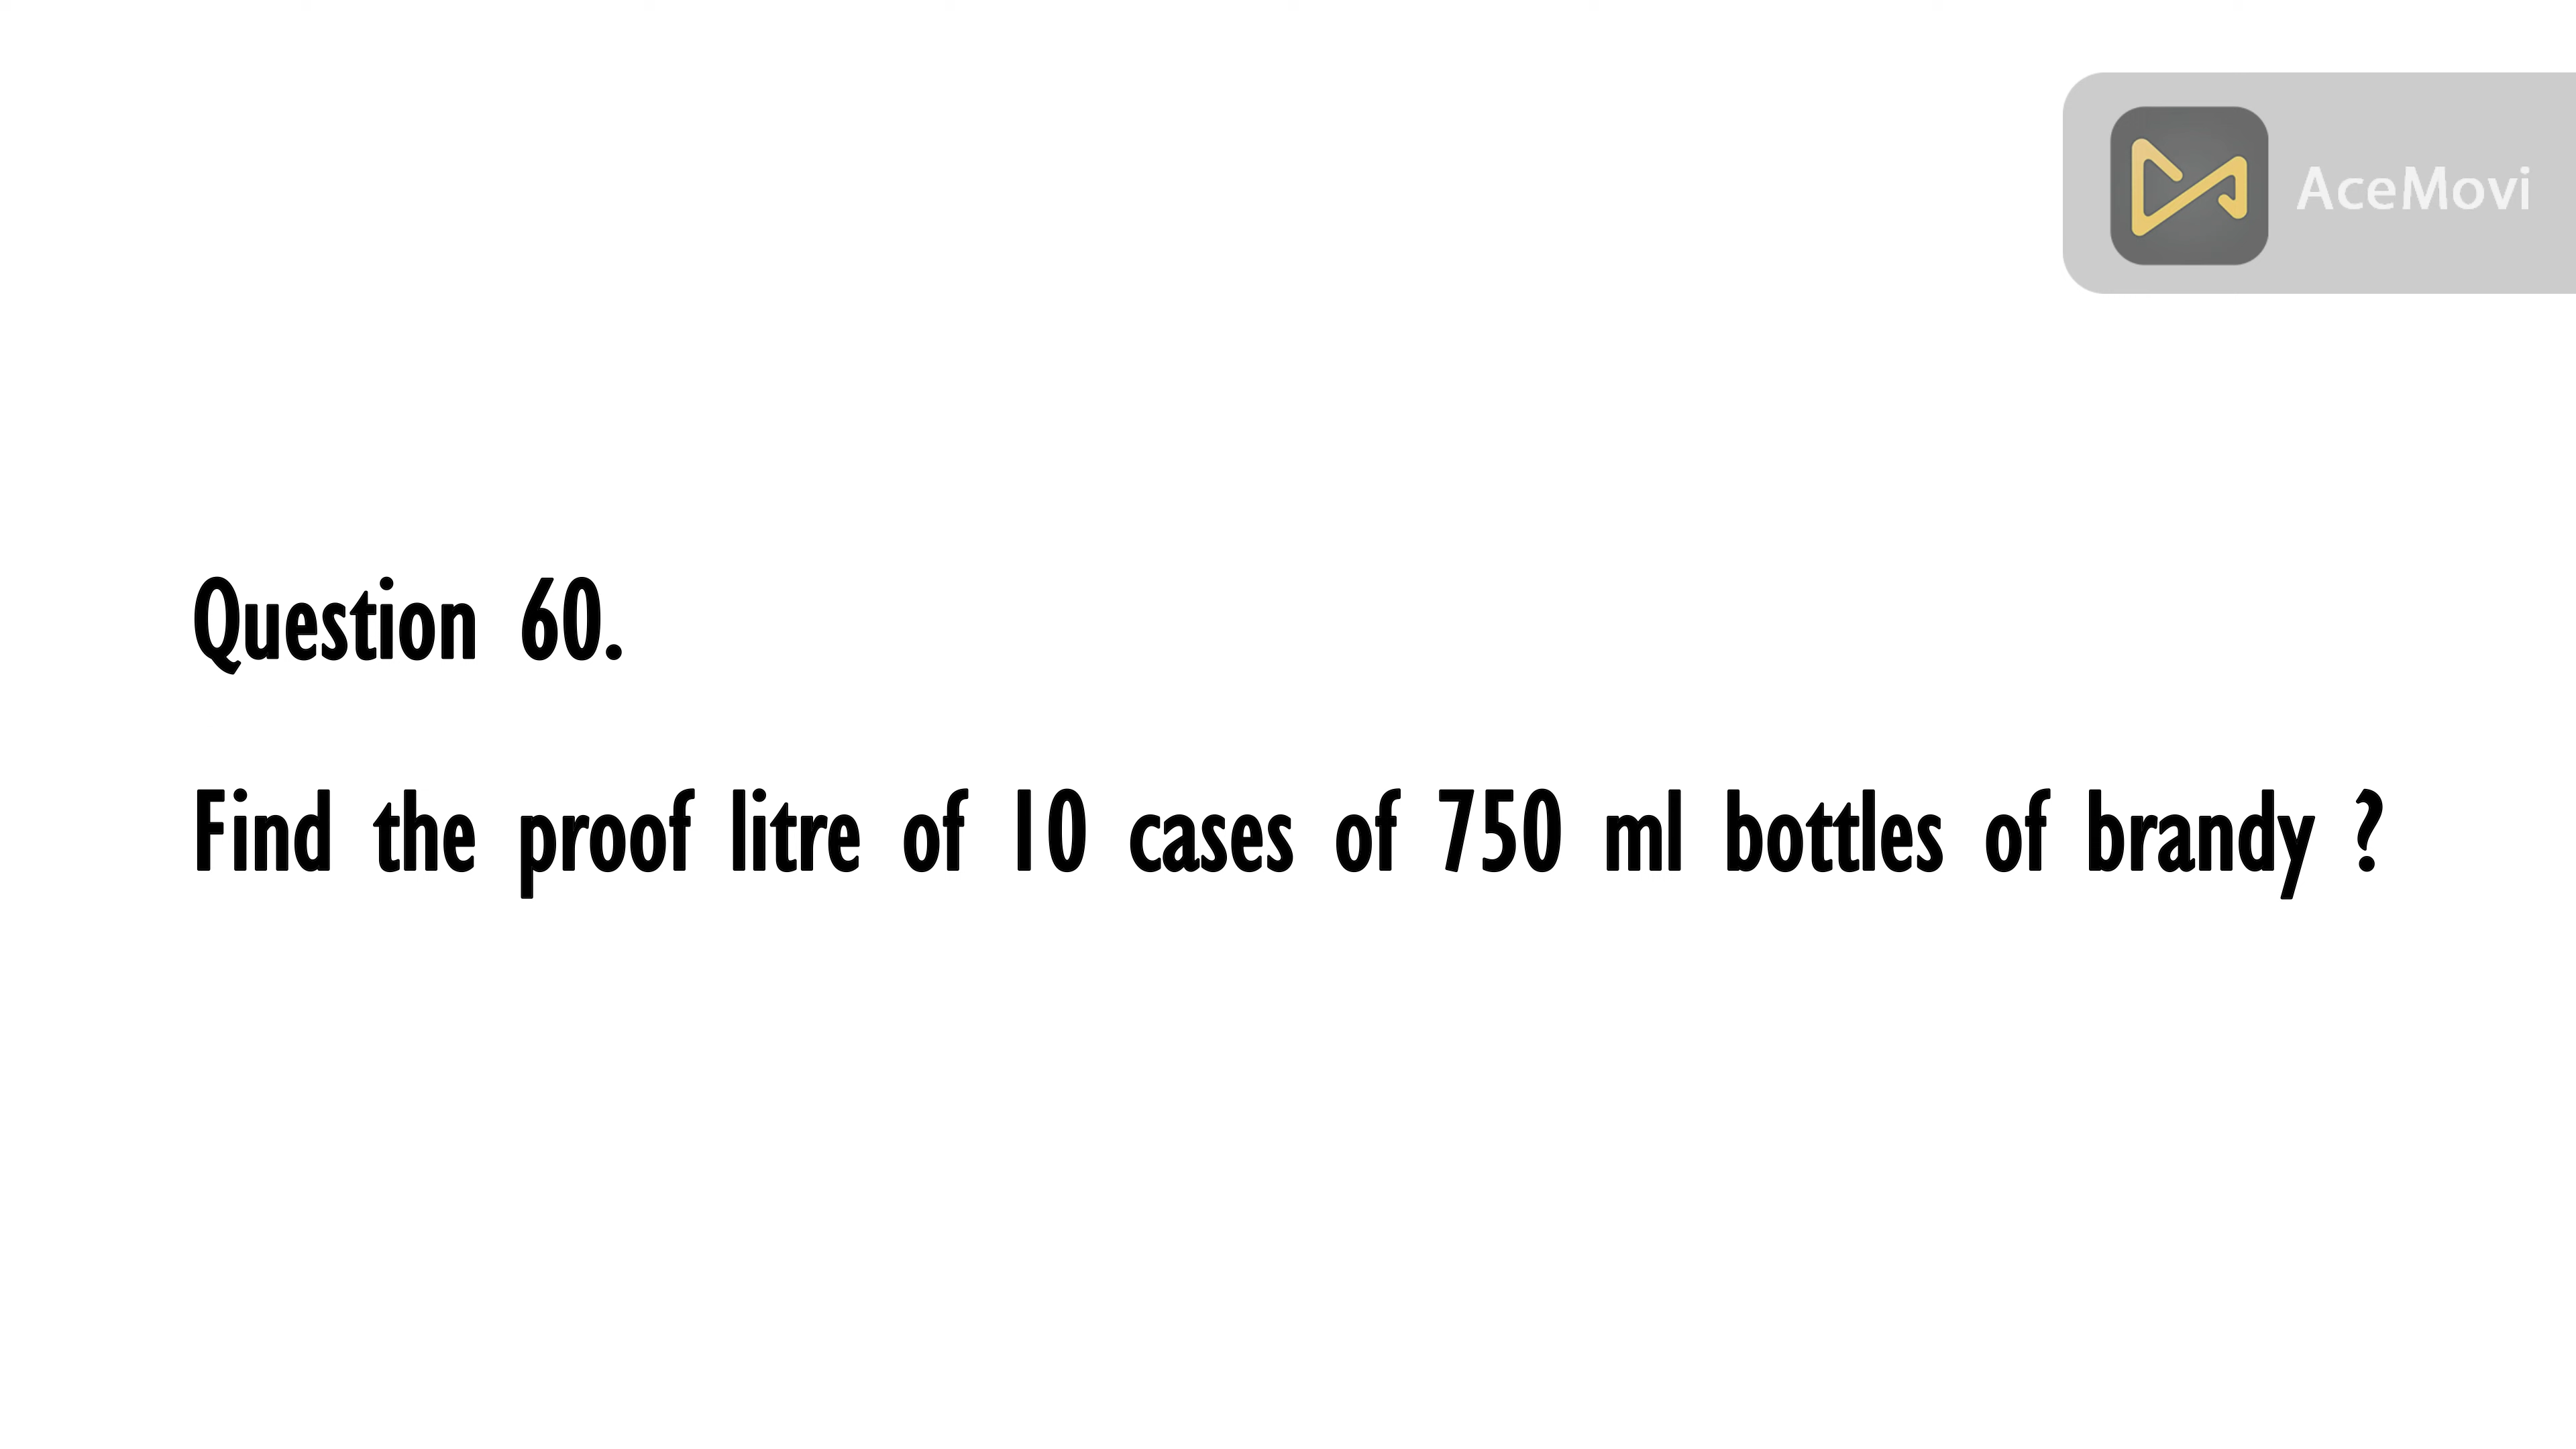 AceMovi
Question 60.
Find the proof litre of 10 cases of 750 ml bottles of brandy ?